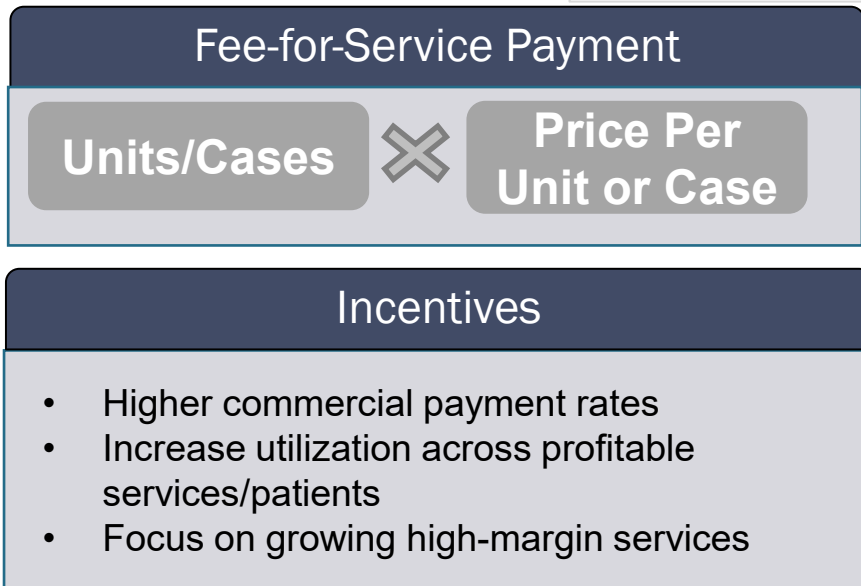 Fee-for-Service Payment
Units/Cases
Price Per
Unit or Case
Incentives
• Higher commercial payment rates
• Increase utilization across profitable
services/patients
• Focus on growing high-margin services